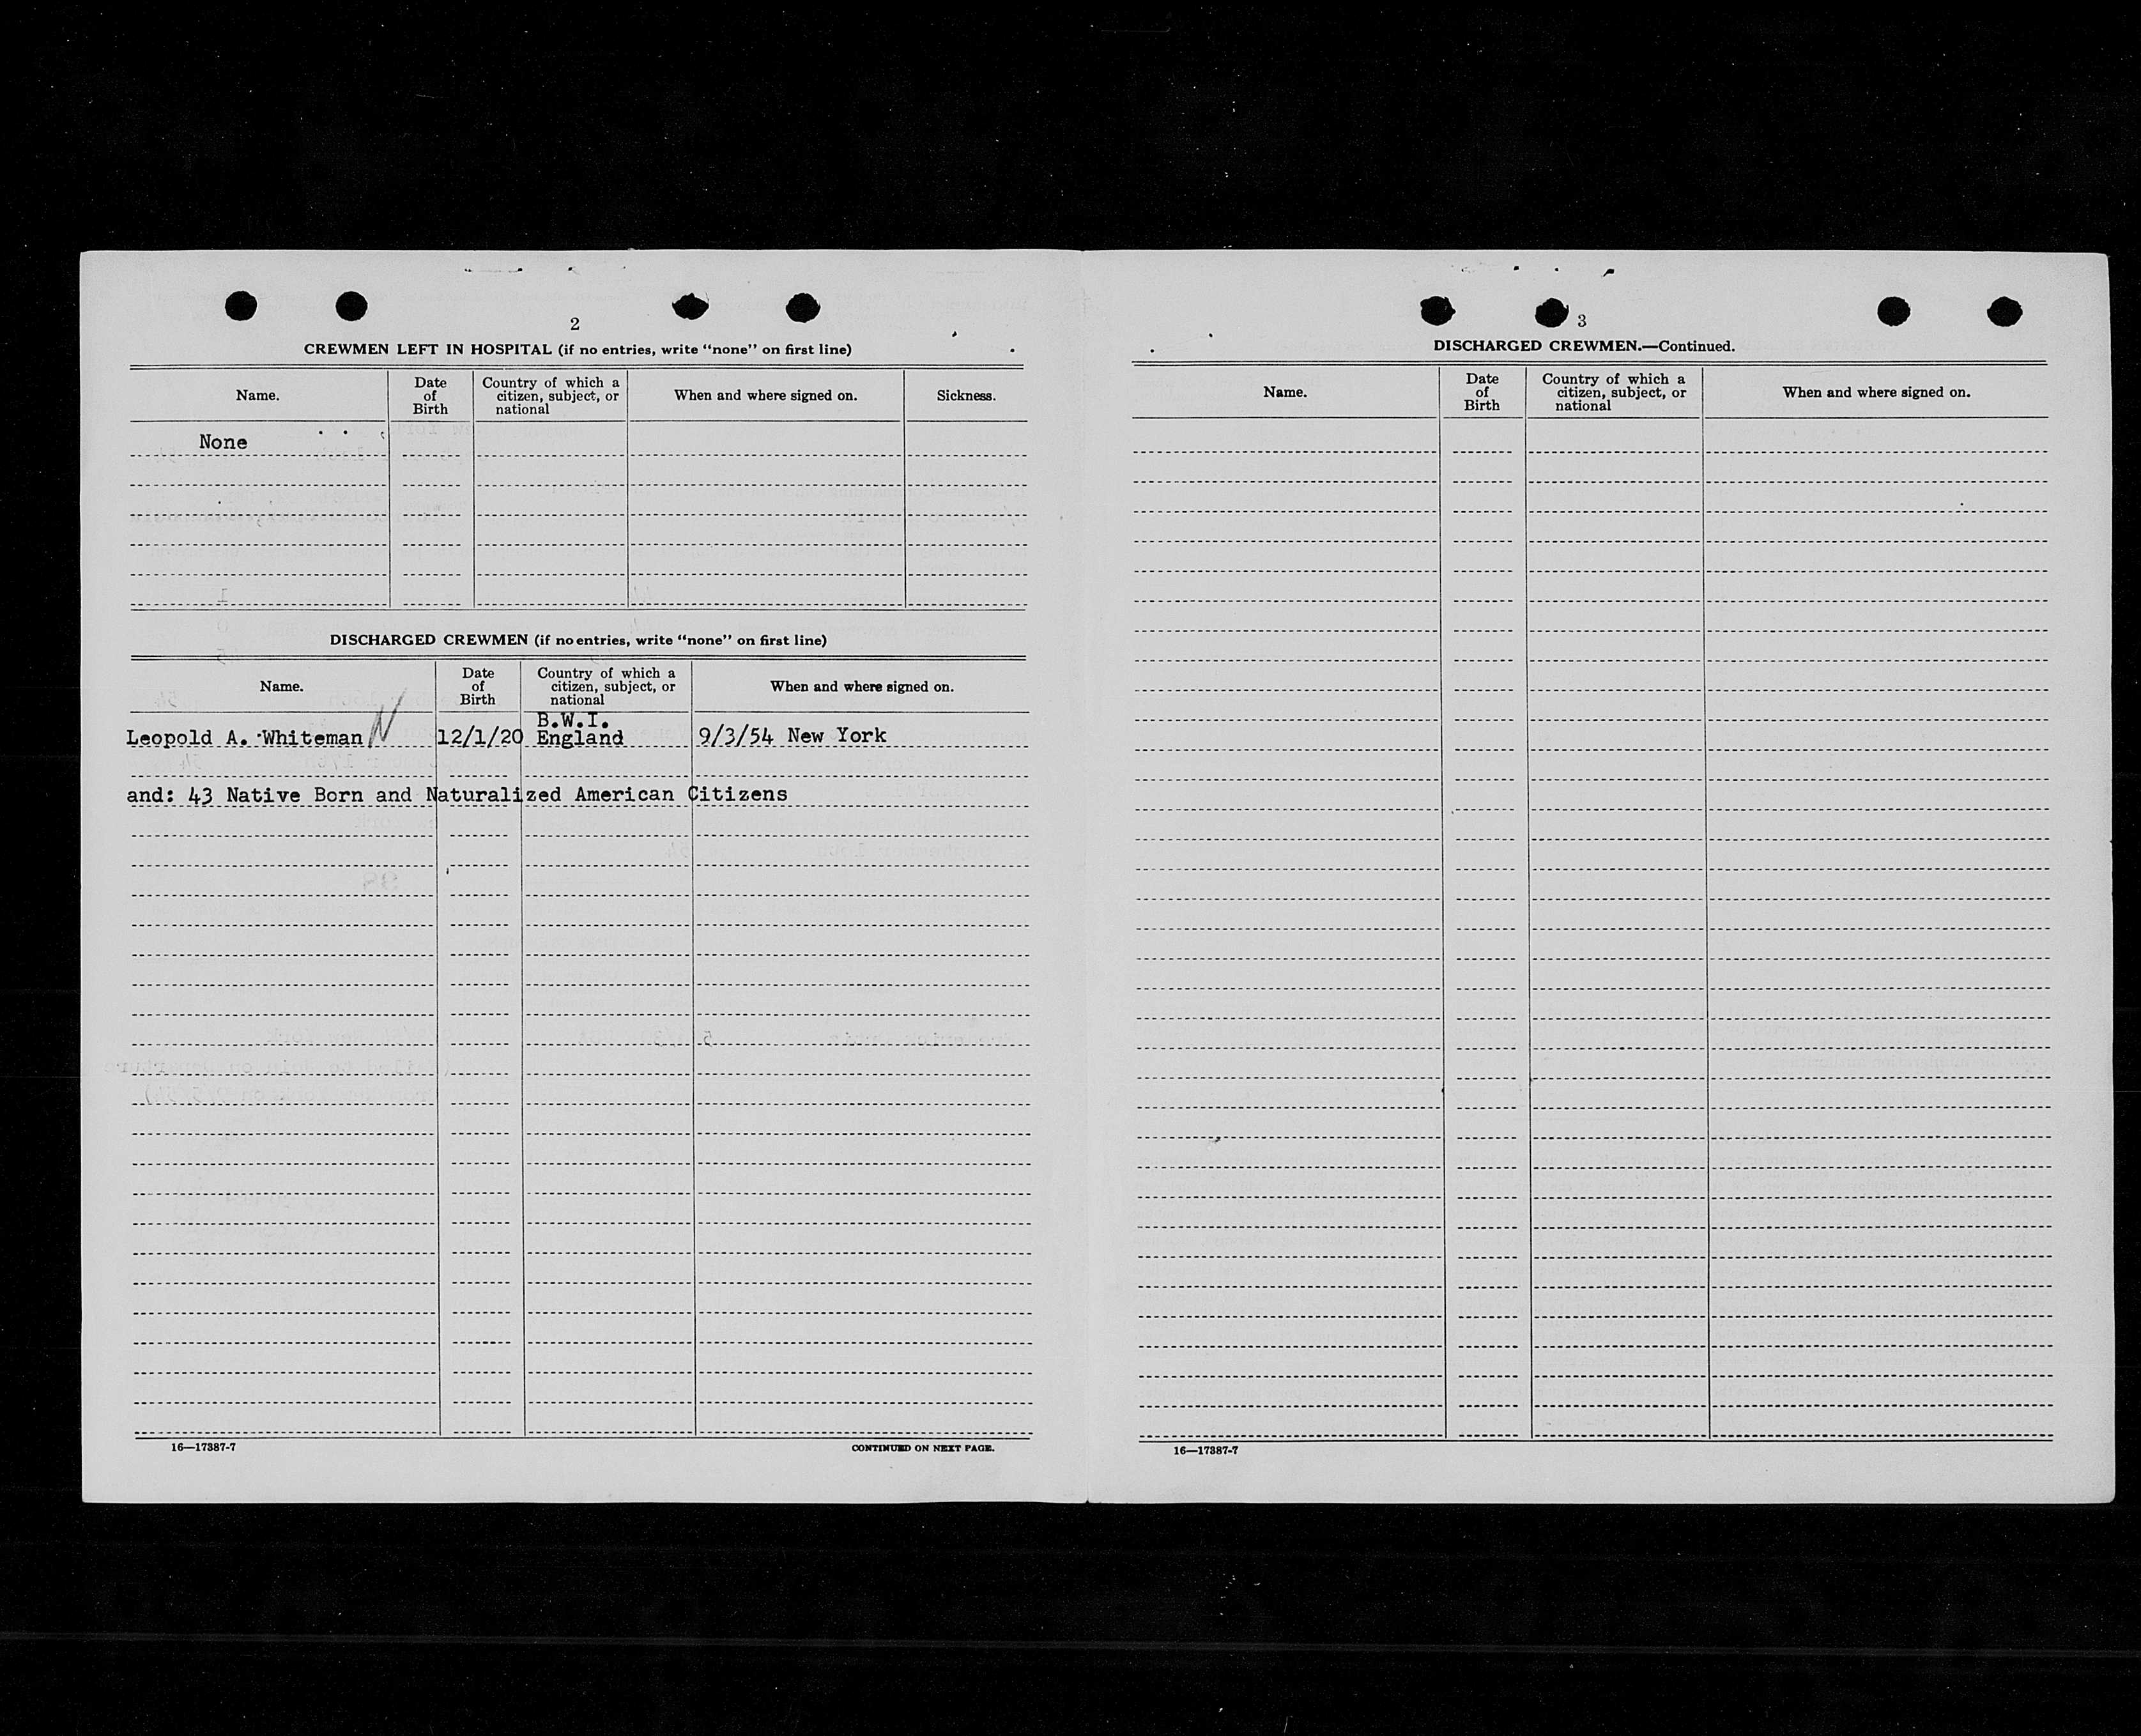 2
CREWMEN LEFT IN HOSPITAL (if no entries, write “none” on first line)
Name.
Date of Birth
Country of which a citizen, subject, or national
When and where signed on.
Sickness.
None
DISCHARGED CREWMEN (if no entries, write “none” on first line)
Name.
Date of Birth
Country of which a citizen, subject, or national
When and where signed on.
B.W.I.
Leopold A. Whiteman N 12/1/20 England 9/3/54 New York
and: 43 Native Born and Naturalized American Citizens
16—17387-7
CONTINUED ON NEXT PAGE.
3
DISCHARGED CREWMEN.—Continued.
Name.
Date of Birth
Country of which a citizen, subject, or national
When and where signed on.
16—17387-7